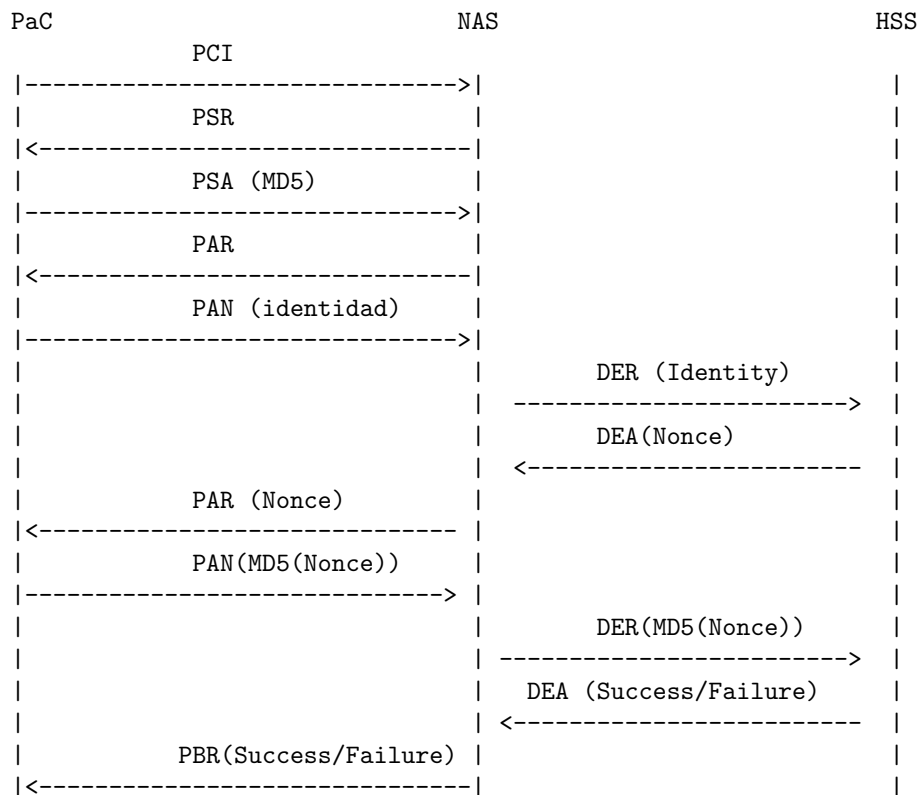 PaC NAS HSS
PCI
|------------------------------->| |
| PSR | |
|<-------------------------------| |
| PSA (MD5) | |
|------------------------------->| |
| PAR | |
|<-------------------------------| |
| PAN (identidad) | |
|------------------------------->| |
| | DER (Identity) |
| | ------------------------> |
| | DEA(Nonce) |
| | <------------------------ |
| PAR (Nonce) | |
|<------------------------------ | |
| PAN(MD5(Nonce)) | |
|------------------------------> | |
| | DER(MD5(Nonce)) |
| | -------------------------> |
| | DEA (Success/Failure) |
| | <------------------------- |
| PBR(Success/Failure) | |
|<-------------------------------| |